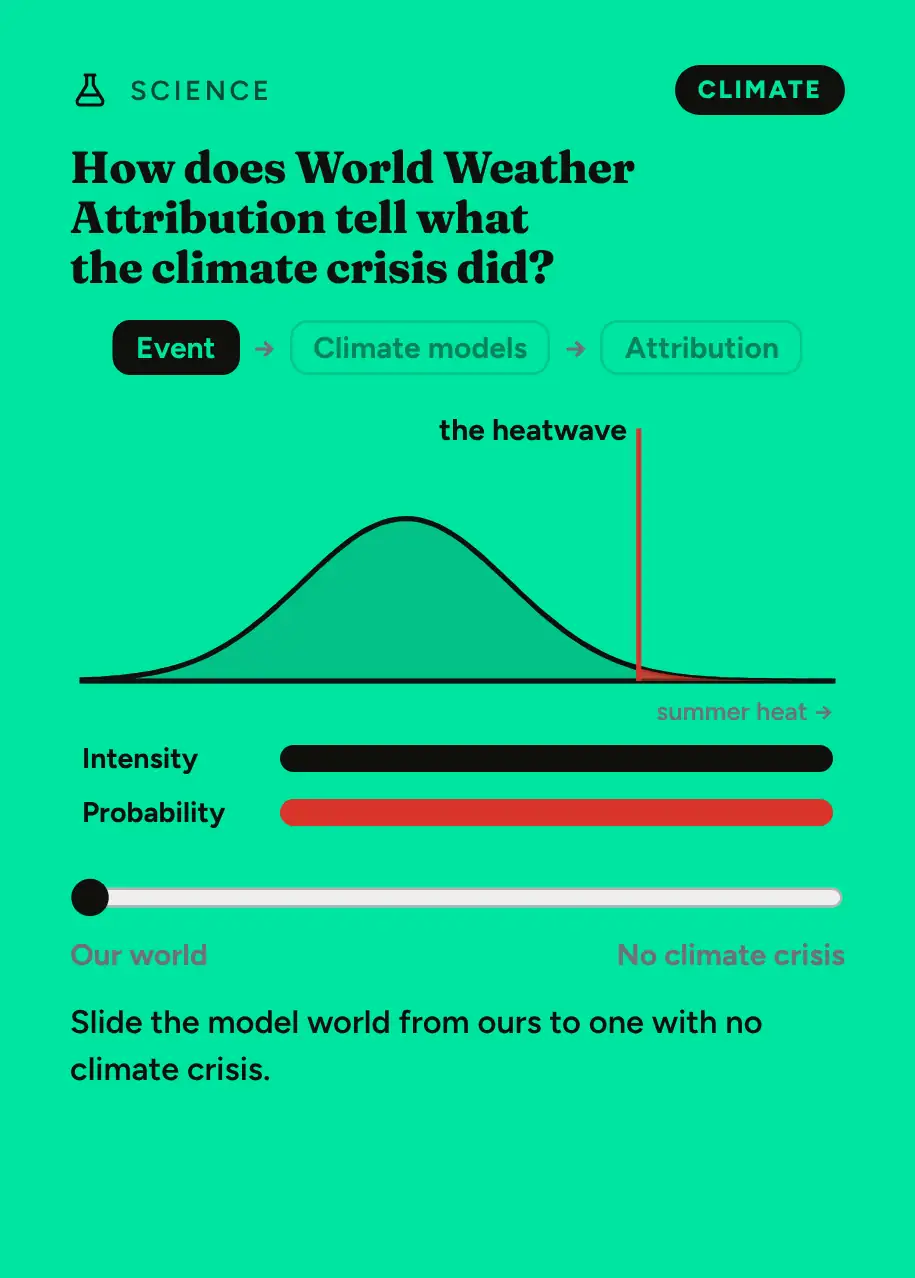 SCIENCE
CLIMATE
How does World Weather
Attribution tell what
the climate crisis did?
Event → Climate models → Attribution
the heatwave
summer heat →
Intensity
Probability
Our world
No climate crisis
Slide the model world from ours to one with no
climate crisis.